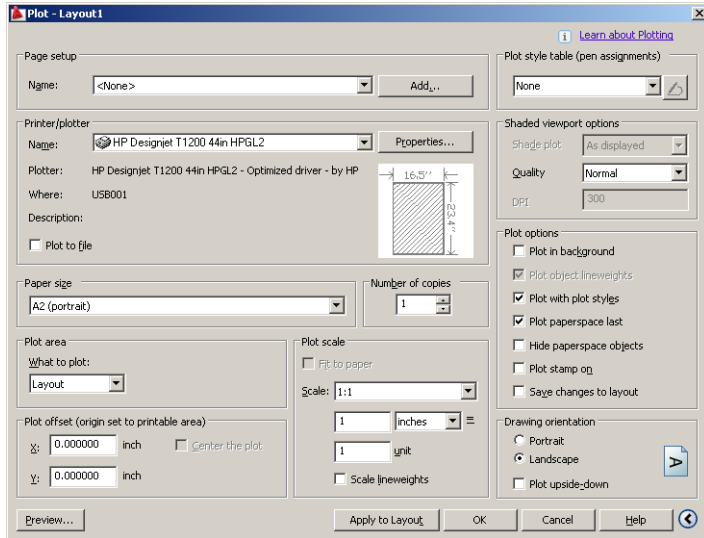 Plot - Layout1
Learn about Plotting
Page setup
Name:
<None>
Add...
Plot style table (pen assignments)
None
Printer/plotter
Name:
HP Designjet T1200 44in HPGL2
Properties...
Plotter:
HP Designjet T1200 44in HPGL2 - Optimized driver - by HP
Where:
USB001
Description:
Plot to file
16.5''
23.4''
Shaded viewport options
Shade plot
As displayed
Quality
Normal
DPI
300
Paper size
A2 (portrait)
Number of copies
1
Plot options
Plot in background
Plot object lineweights
Plot with plot styles
Plot paperspace last
Hide paperspace objects
Plot stamp on
Save changes to layout
Plot area
What to plot:
Layout
Plot scale
Fit to paper
Scale:
1:1
1
inches
=
1
unit
Scale lineweights
Plot offset (origin set to printable area)
X:
0.000000
inch
Center the plot
Y:
0.000000
inch
Drawing orientation
Portrait
Landscape
Plot upside-down
A
Preview...
Apply to Layout
OK
Cancel
Help